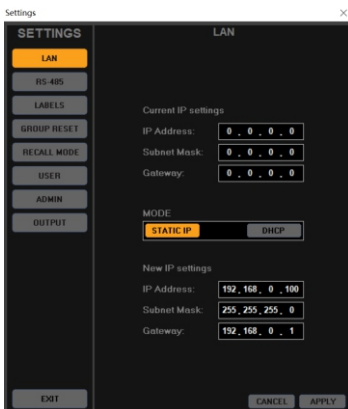 Settings
SETTINGS
LAN
RS-485
LABELS
GROUP RESET
RECALL MODE
USER
ADMIN
OUTPUT
EXIT
LAN
Current IP settings
IP Address: 0 . 0 . 0 . 0
Subnet Mask: 0 . 0 . 0 . 0
Gateway: 0 . 0 . 0 . 0
MODE
STATIC IP DHCP
New IP settings
IP Address: 192 . 168 . 0 . 100
Subnet Mask: 255 . 255 . 255 . 0
Gateway: 192 . 168 . 0 . 1
CANCEL APPLY